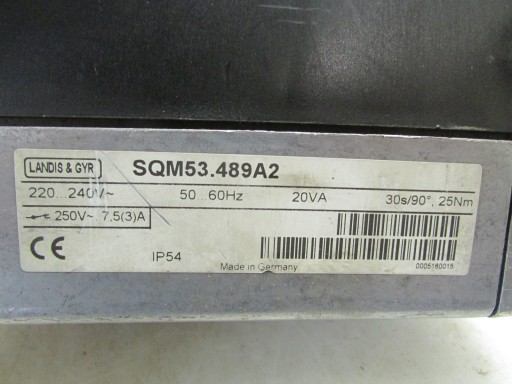 LANDIS & GYR SQM53.489A2
220...240V~ 50...60Hz 20VA 30s/90°, 25Nm
250V~ 7,5(3)A
CE IP54
Made in Germany 0005160015